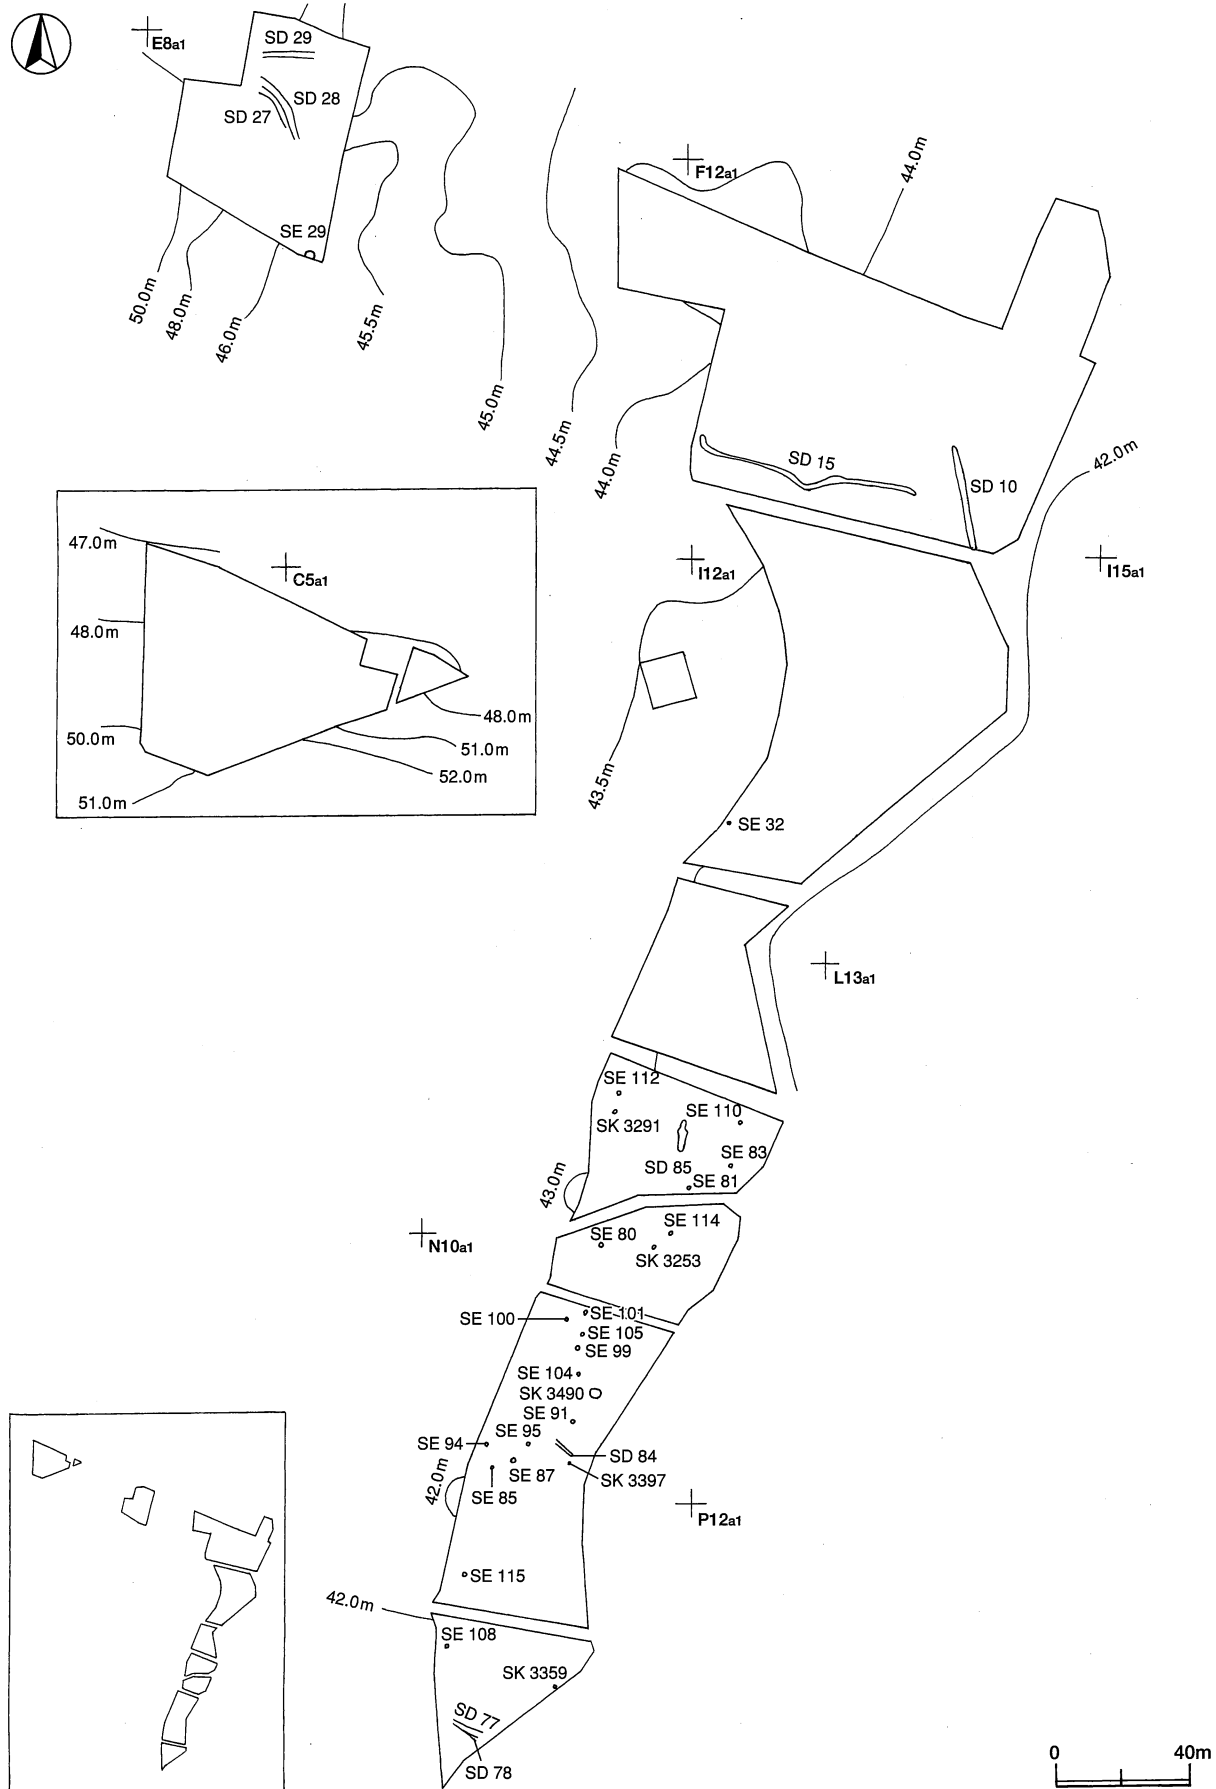 E8a1
SD 29
SD 28
SD 27
SE 29
50.0m
48.0m
46.0m
45.5m
45.0m
44.5m
44.0m
F12a1
44.0m
SD 15
SD 10
42.0m
47.0m
C5a1
48.0m
50.0m
48.0m
51.0m
52.0m
51.0m
I12a1
I15a1
43.5m
SE 32
L13a1
SE 112
SK 3291
SE 110
SD 85
SE 83
SE 81
43.0m
N10a1
SE 80
SE 114
SK 3253
SE 100
SE 101
SE 105
SE 99
SE 104
SK 3490
SE 91
SE 94
SE 95
SD 84
SE 87
SK 3397
SE 85
42.0m
P12a1
SE 115
42.0m
SE 108
SK 3359
SD 77
SD 78
0 40m